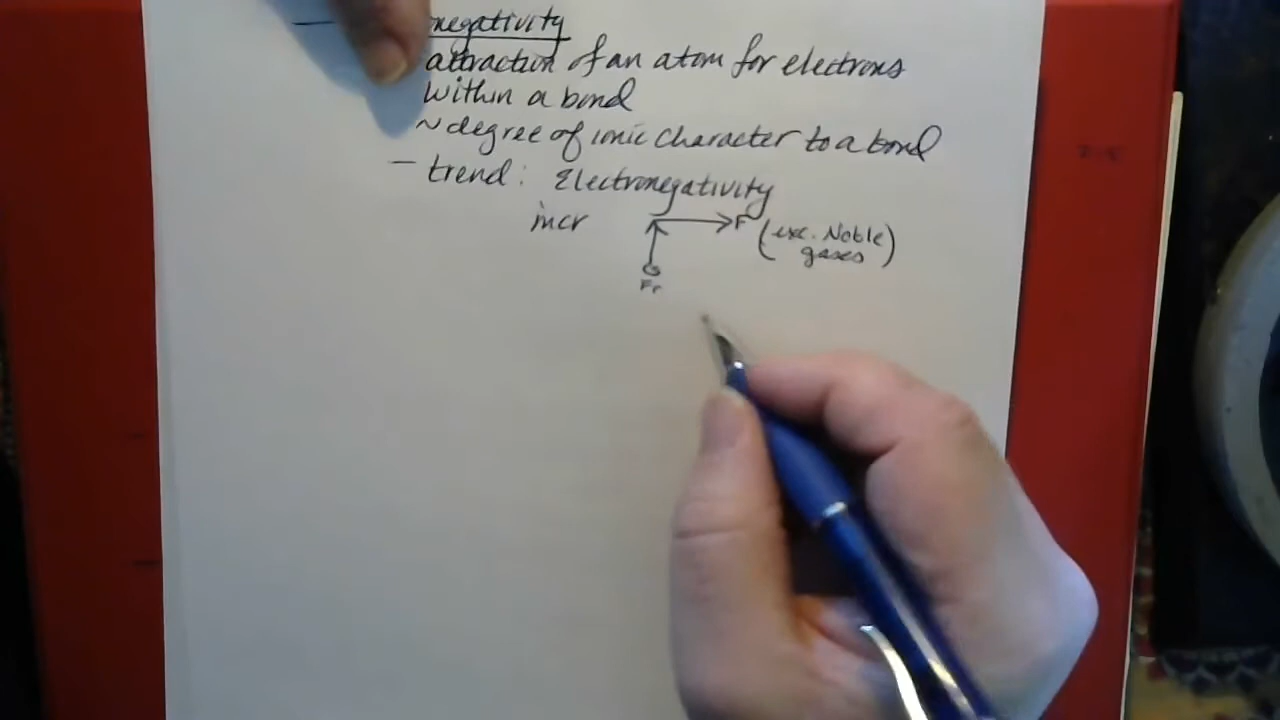 negativity
attraction of an atom for electrons
within a bond
~ degree of ionic character to a bond
— trend: Electronegativity
incr F (exc. Noble
gases)
Fr